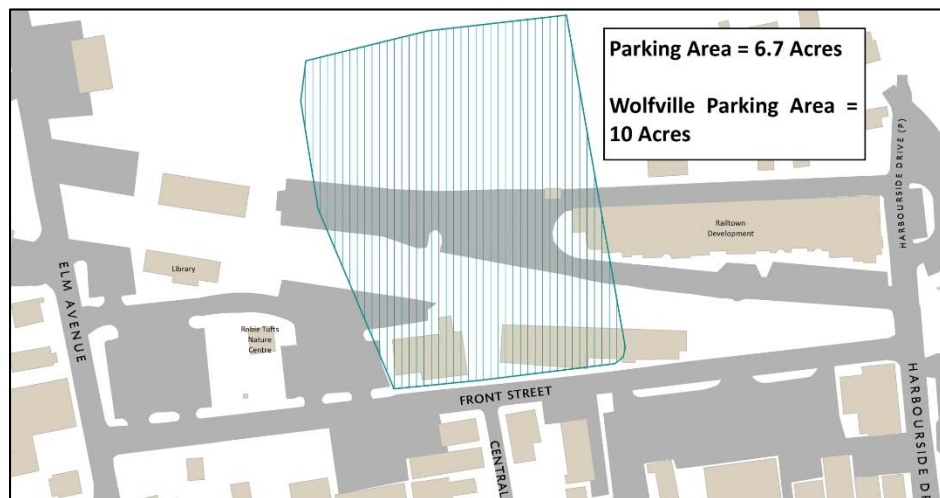 Parking Area = 6.7 Acres
Wolfville Parking Area =
10 Acres
HARBOURSIDE DRIVE (P)
Railtown
Development
Library
ELM AVENUE
Robie Tufts
Nature
Centre
FRONT STREET
CENTRAL
HARBOURSIDE DR